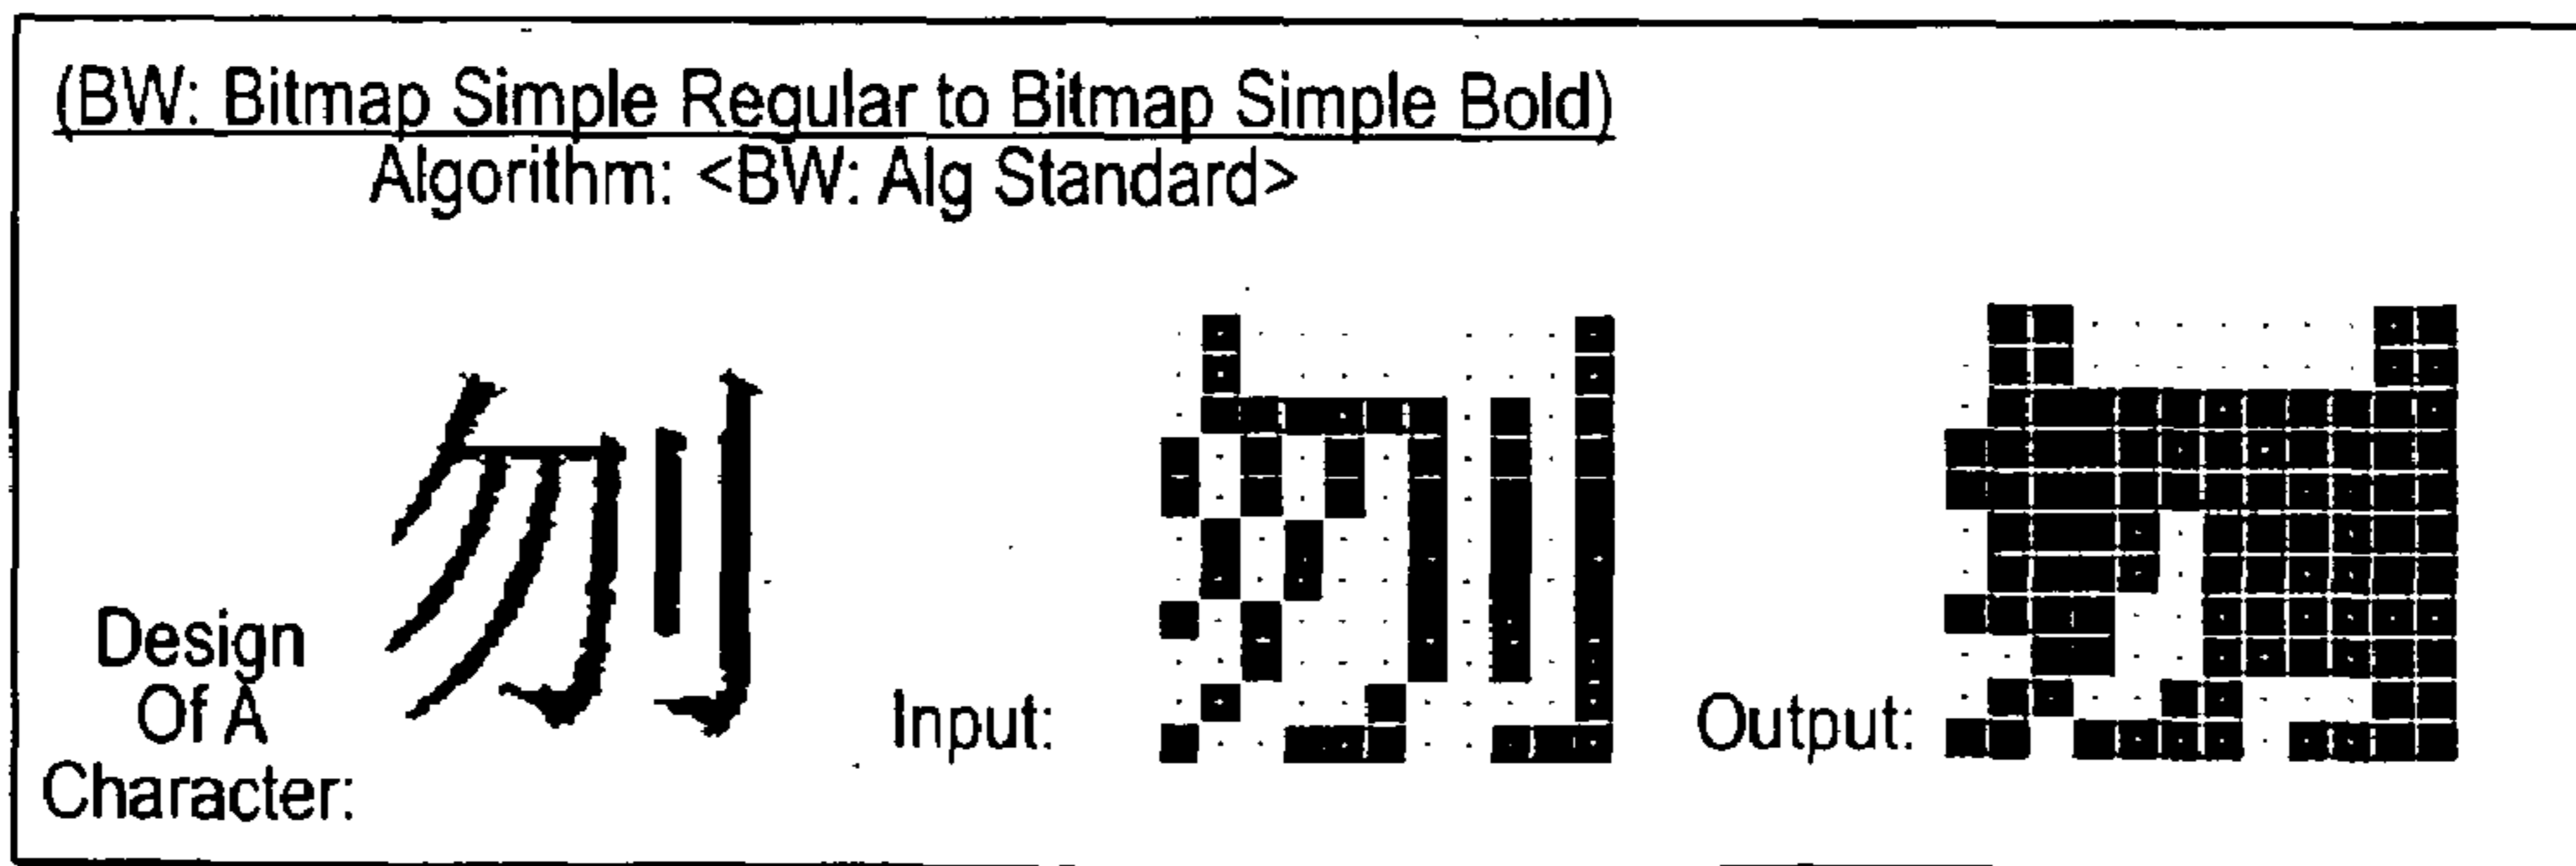 (BW: Bitmap Simple Regular to Bitmap Simple Bold)
Algorithm: <BW: Alg Standard>
Design
Of A
Character:
刎
Input:
Output: